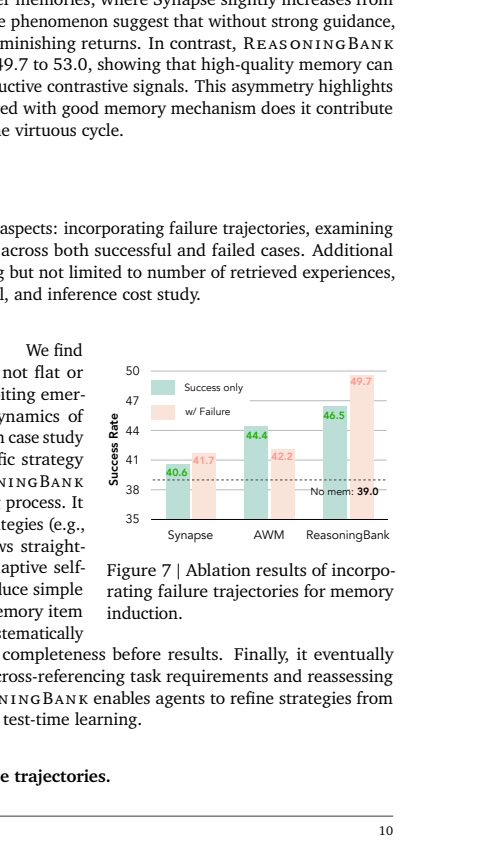 er memories, where Synapse slightly increases from
e phenomenon suggest that without strong guidance,
minishing returns. In contrast, REASONINGBANK
49.7 to 53.0, showing that high-quality memory can
uctive contrastive signals. This asymmetry highlights
ed with good memory mechanism does it contribute
e virtuous cycle.
aspects: incorporating failure trajectories, examining
across both successful and failed cases. Additional
g but not limited to number of retrieved experiences,
l, and inference cost study.
We find
not flat or
iting emer-
ynamics of
n case study
fic strategy
NINGBANK
g process. It
tegies (e.g.,
ws straight-
aptive self-
luce simple
emory item
stematically
50
47
44
41
38
35
Success Rate
Success only
w/ Failure
40.6
41.7
44.4
42.2
46.5
49.7
No mem: 39.0
Synapse AWM ReasoningBank
Figure 7 | Ablation results of incorpo-
rating failure trajectories for memory
induction.
completeness before results. Finally, it eventually
cross-referencing task requirements and reassessing
NINGBANK enables agents to refine strategies from
test-time learning.
e trajectories.
10